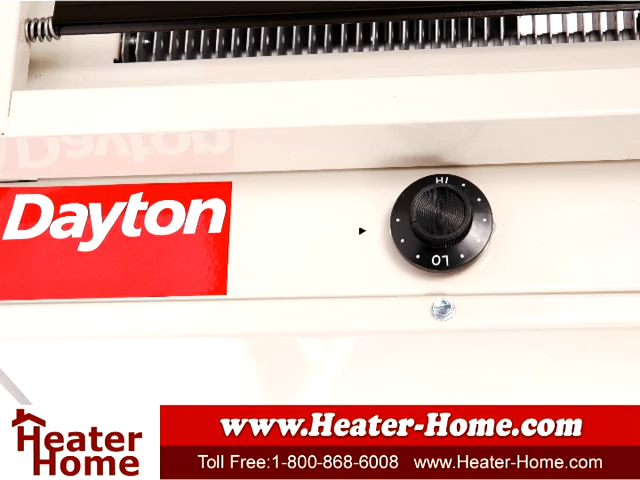 Dayton
HI
LO
Heater
Home
www.Heater-Home.com
Toll Free:1-800-868-6008 www.Heater-Home.com